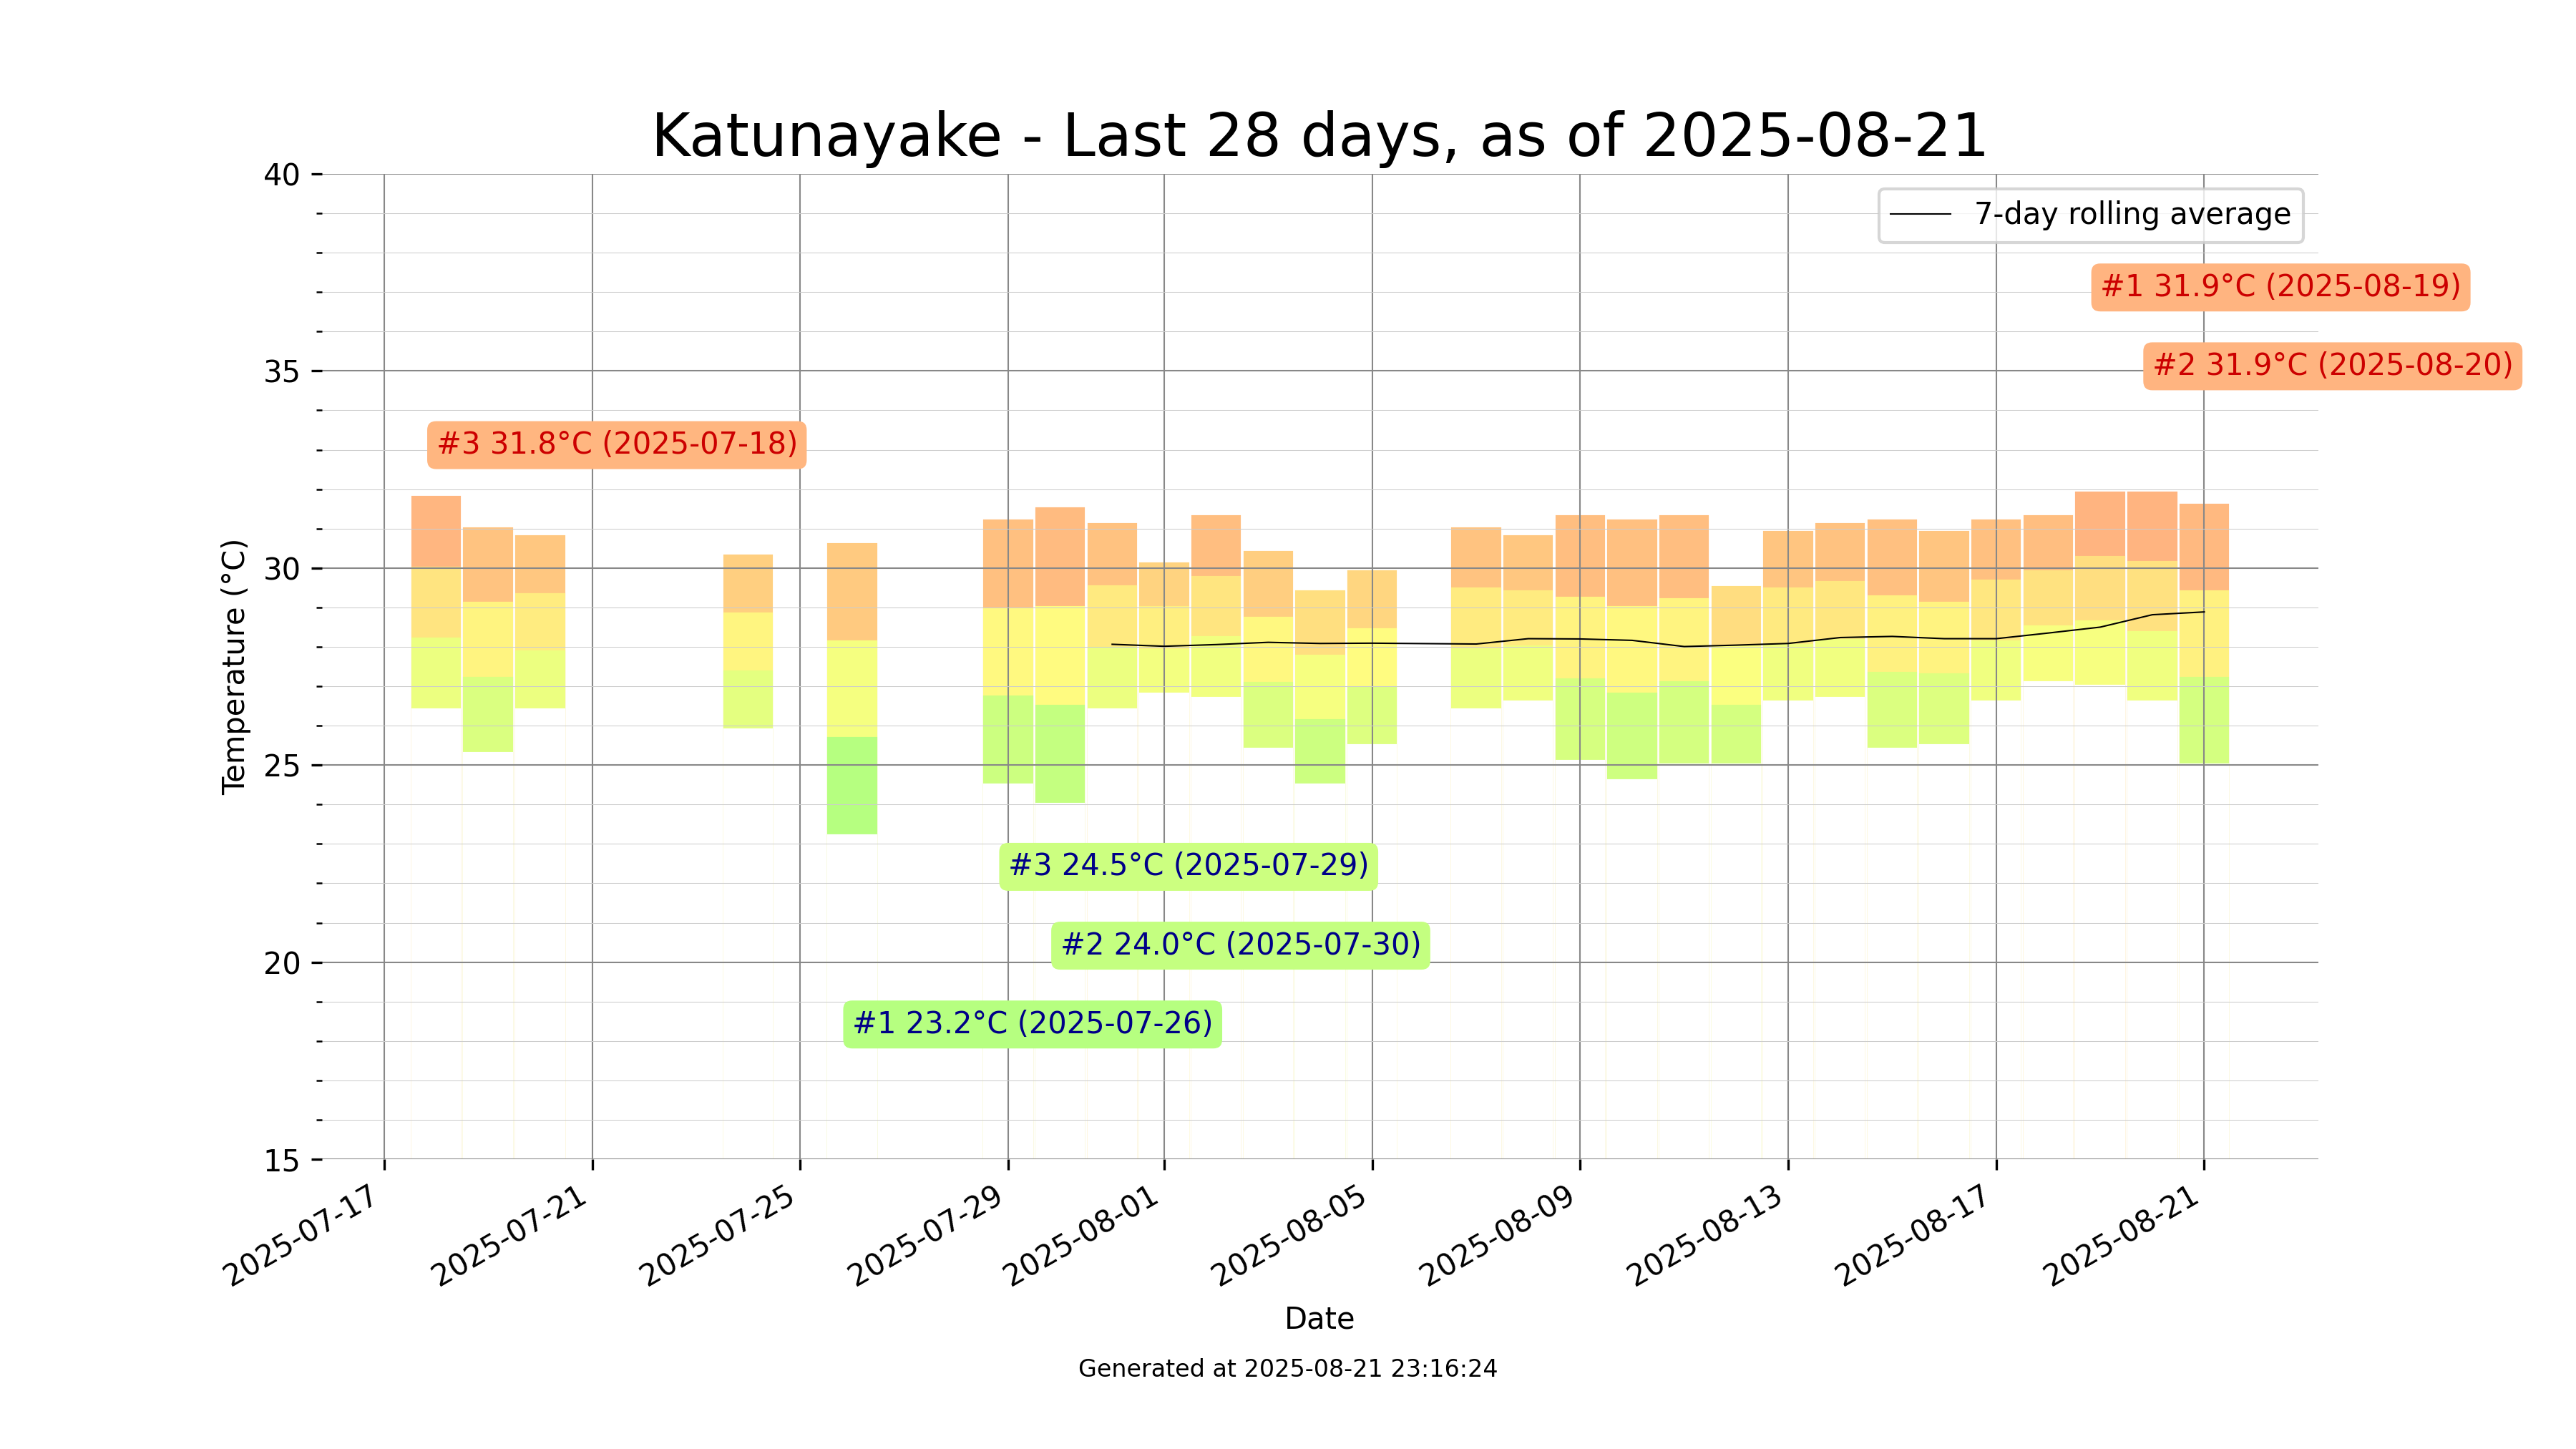 Katunayake - Last 28 days, as of 2025-08-21
40
7-day rolling average
#1 31.9°C (2025-08-19)
35
#2 31.9°C (2025-08-20)
#3 31.8°C (2025-07-18)
30
Temperature (°C)
25
#3 24.5°C (2025-07-29)
#2 24.0°C (2025-07-30)
20
#1 23.2°C (2025-07-26)
15
2025-07-17
2025-07-21
2025-07-25
2025-07-29
2025-08-01
2025-08-05
2025-08-09
2025-08-13
2025-08-17
2025-08-21
Date
Generated at 2025-08-21 23:16:24